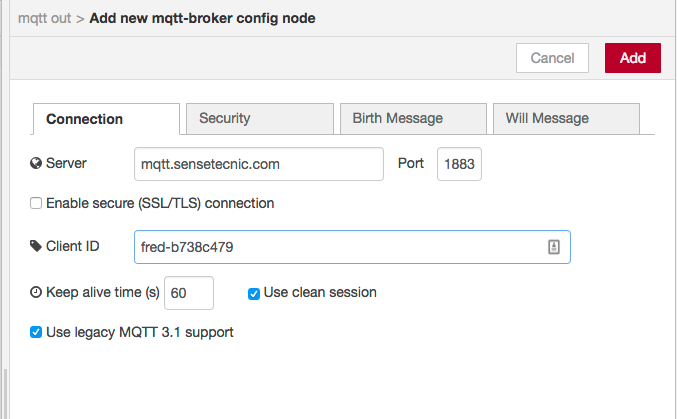 mqtt out > Add new mqtt-broker config node
Cancel Add
Connection Security Birth Message Will Message
Server mqtt.sensetecnic.com Port 1883
Enable secure (SSL/TLS) connection
Client ID fred-b738c479
Keep alive time (s) 60 Use clean session
Use legacy MQTT 3.1 support